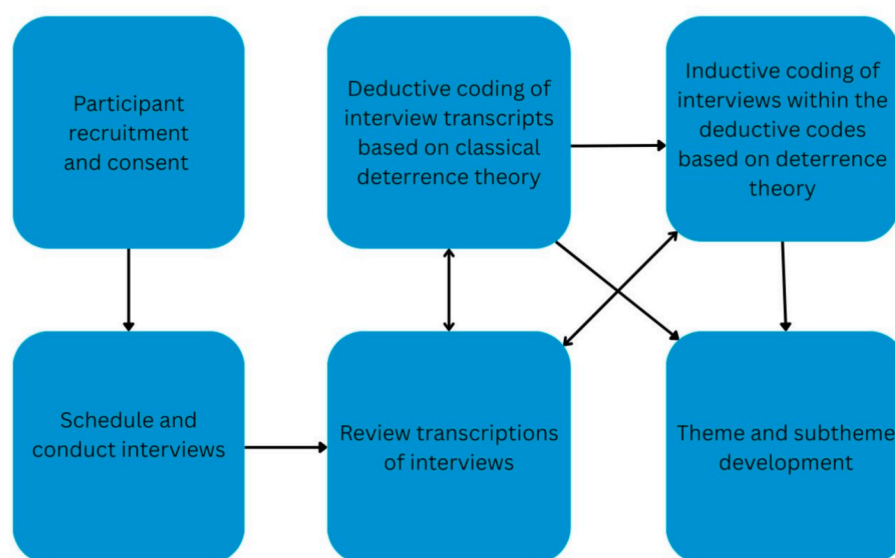 Participant
recruitment
and consent
Deductive coding of
interview transcripts
based on classical
deterrence theory
Inductive coding of
interviews within the
deductive codes
based on deterrence
theory
Schedule and
conduct interviews
Review transcriptions
of interviews
Theme and subtheme
development